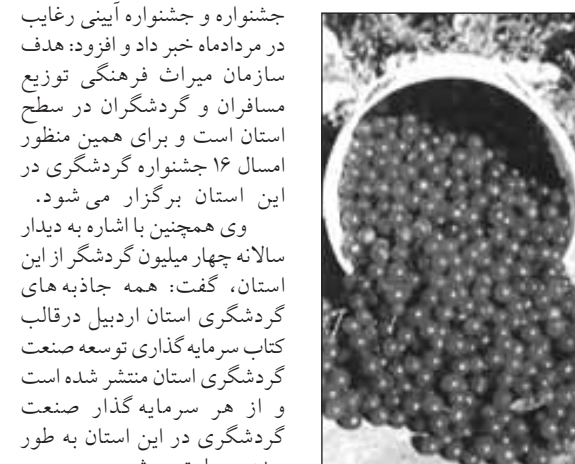 جشنواره و جشنواره آیینی رغایب
در مردادماه خبر داد و افزود: هدف
سازمان میراث فرهنگی توزیع
مسافران و گردشگران در سطح
استان است و برای همین منظور
امسال ۱۶ جشنواره گردشگری در
این استان برگزار می شود.
وی همچنین با اشاره به دیدار
سالانه چهار میلیون گردشگر از این
استان، گفت: همه جاذبه های
گردشگری استان اردبیل درقالب
کتاب سرمایه گذاری توسعه صنعت
گردشگری استان منتشر شده است
و از هر سرمایه گذار صنعت
گردشگری در این استان به طور